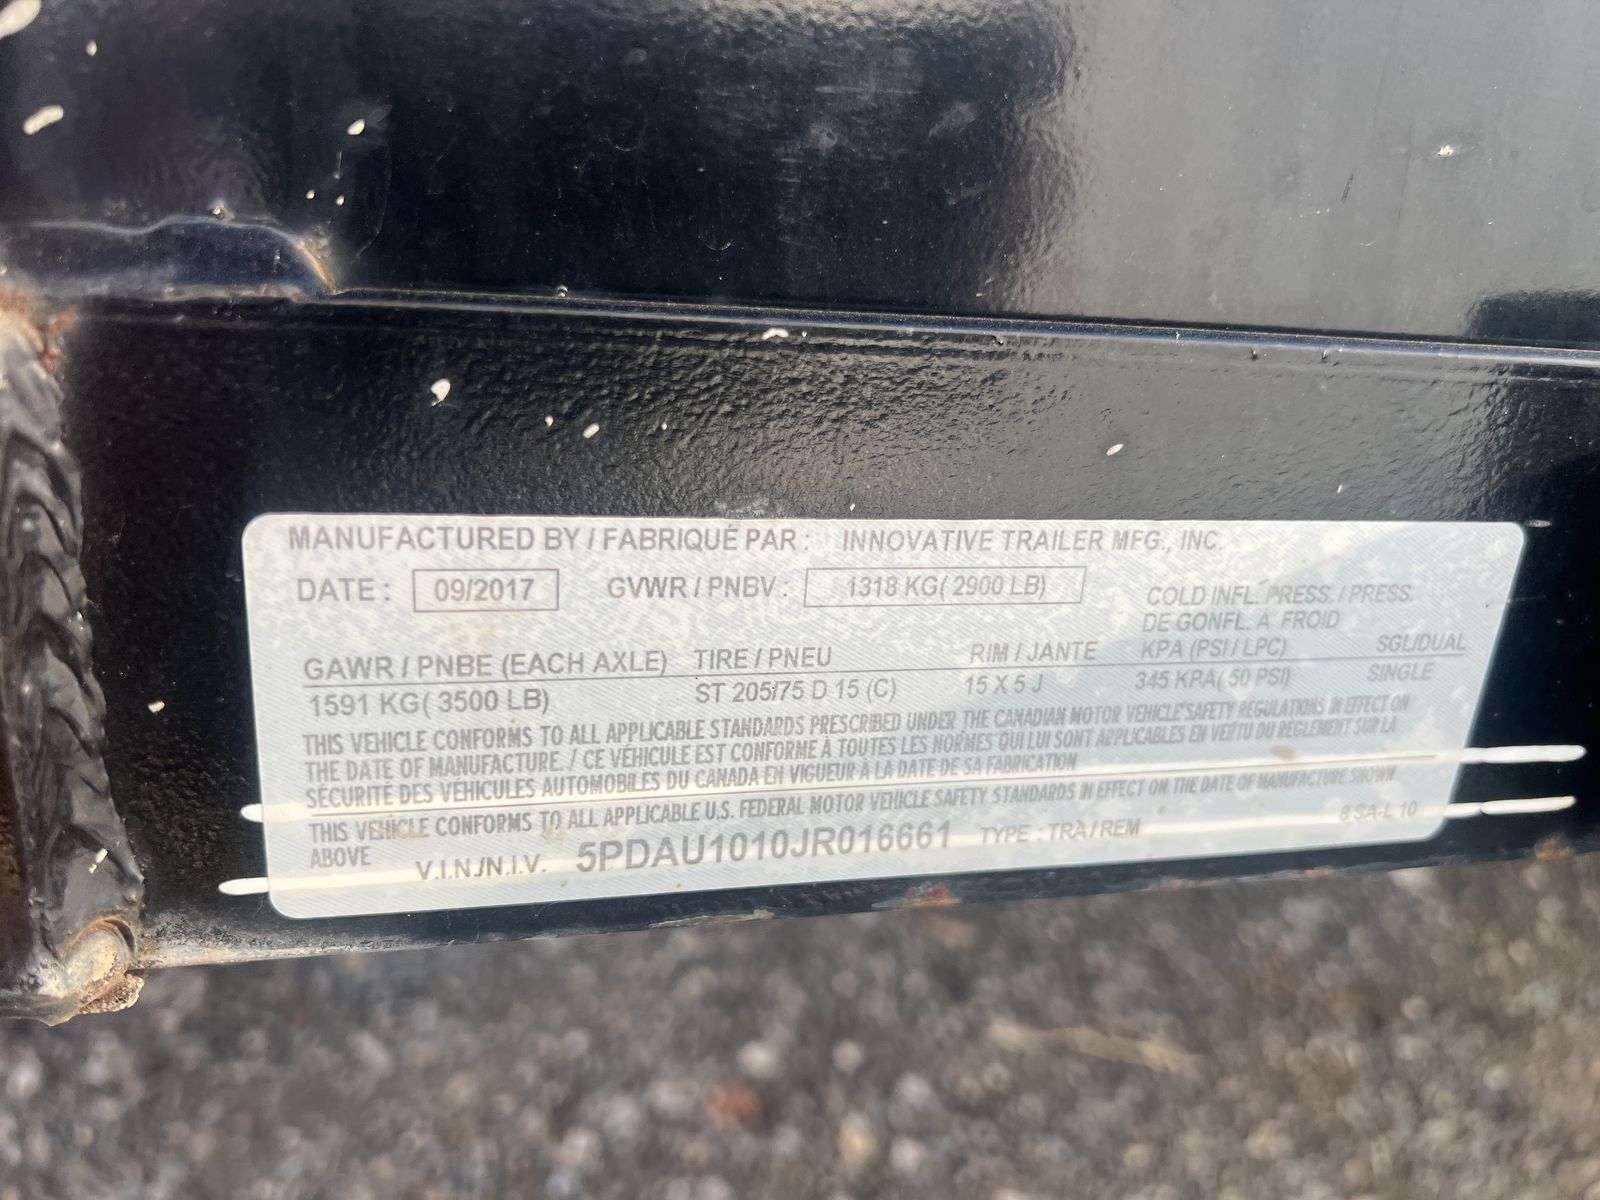 MANUFACTURED BY / FABRIQUÉ PAR : INNOVATIVE TRAILER MFG., INC.
DATE : 09/2017 GVWR / PNBV : 1318 KG( 2900 LB)
COLD INFL. PRESS. / PRESS.
DE GONFL. À FROID
GAWR / PNBE (EACH AXLE) TIRE / PNEU RIM / JANTE KPA (PSI / LPC) SGL/DUAL
1591 KG( 3500 LB) ST 205/75 D 15 (C) 15 X 5 J 345 KPA( 50 PSI) SINGLE
THIS VEHICLE CONFORMS TO ALL APPLICABLE STANDARDS PRESCRIBED UNDER THE CANADIAN MOTOR VEHICLE SAFETY REGULATIONS IN EFFECT ON
THE DATE OF MANUFACTURE. / CE VÉHICULE EST CONFORME À TOUTES LES NORMES QUI LUI SONT APPLICABLES EN VERTU DU RÈGLEMENT SUR LA
SÉCURITÉ DES VÉHICULES AUTOMOBILES DU CANADA EN VIGUEUR À LA DATE DE SA FABRICATION
THIS VEHICLE CONFORMS TO ALL APPLICABLE U.S. FEDERAL MOTOR VEHICLE SAFETY STANDARDS IN EFFECT ON THE DATE OF MANUFACTURE SHOWN
ABOVE V.I.N./N.I.V. 5PDAU1010JR016661 TYPE : TRA / REM 8 SA-L 10